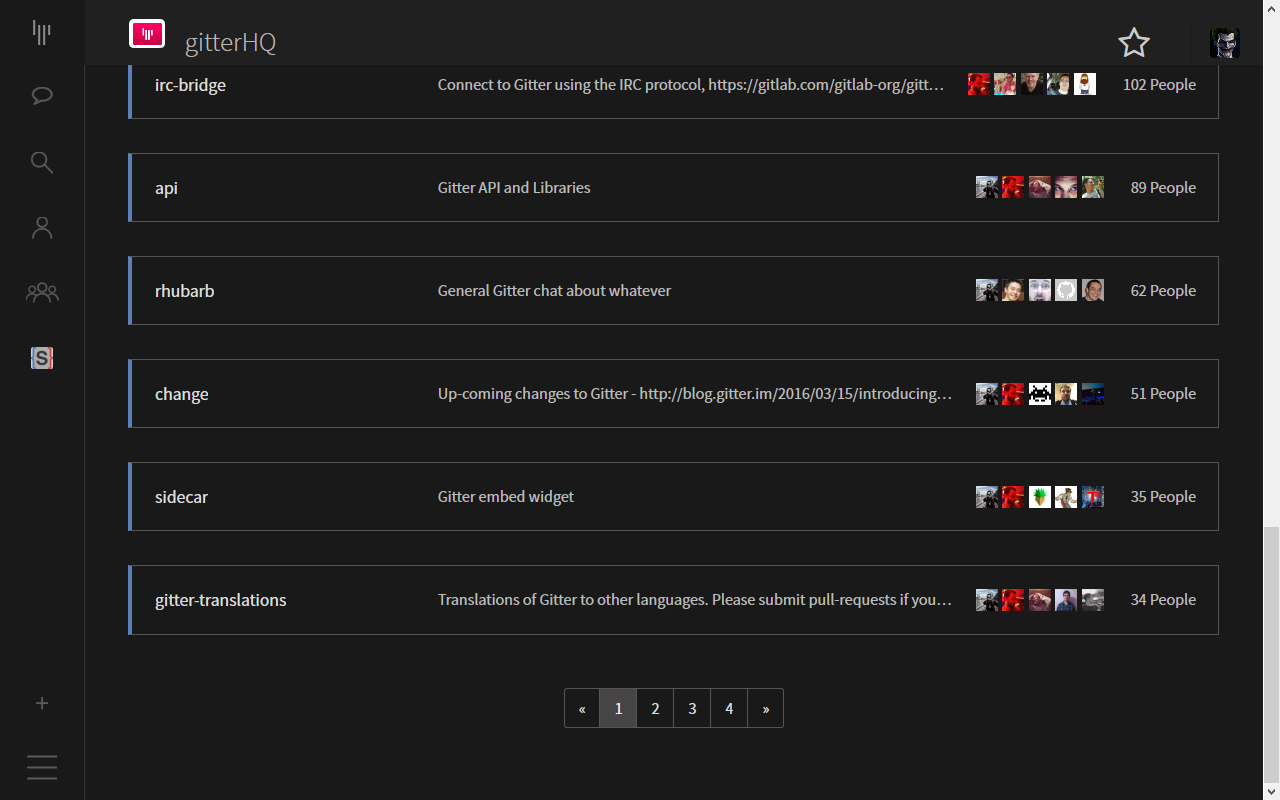 gitterHQ
irc-bridge Connect to Gitter using the IRC protocol, https://gitlab.com/gitlab-org/gitt… 102 People
api Gitter API and Libraries 89 People
rhubarb General Gitter chat about whatever 62 People
change Up-coming changes to Gitter - http://blog.gitter.im/2016/03/15/introducing… 51 People
sidecar Gitter embed widget 35 People
gitter-translations Translations of Gitter to other languages. Please submit pull-requests if you… 34 People
S
« 1 2 3 4 »